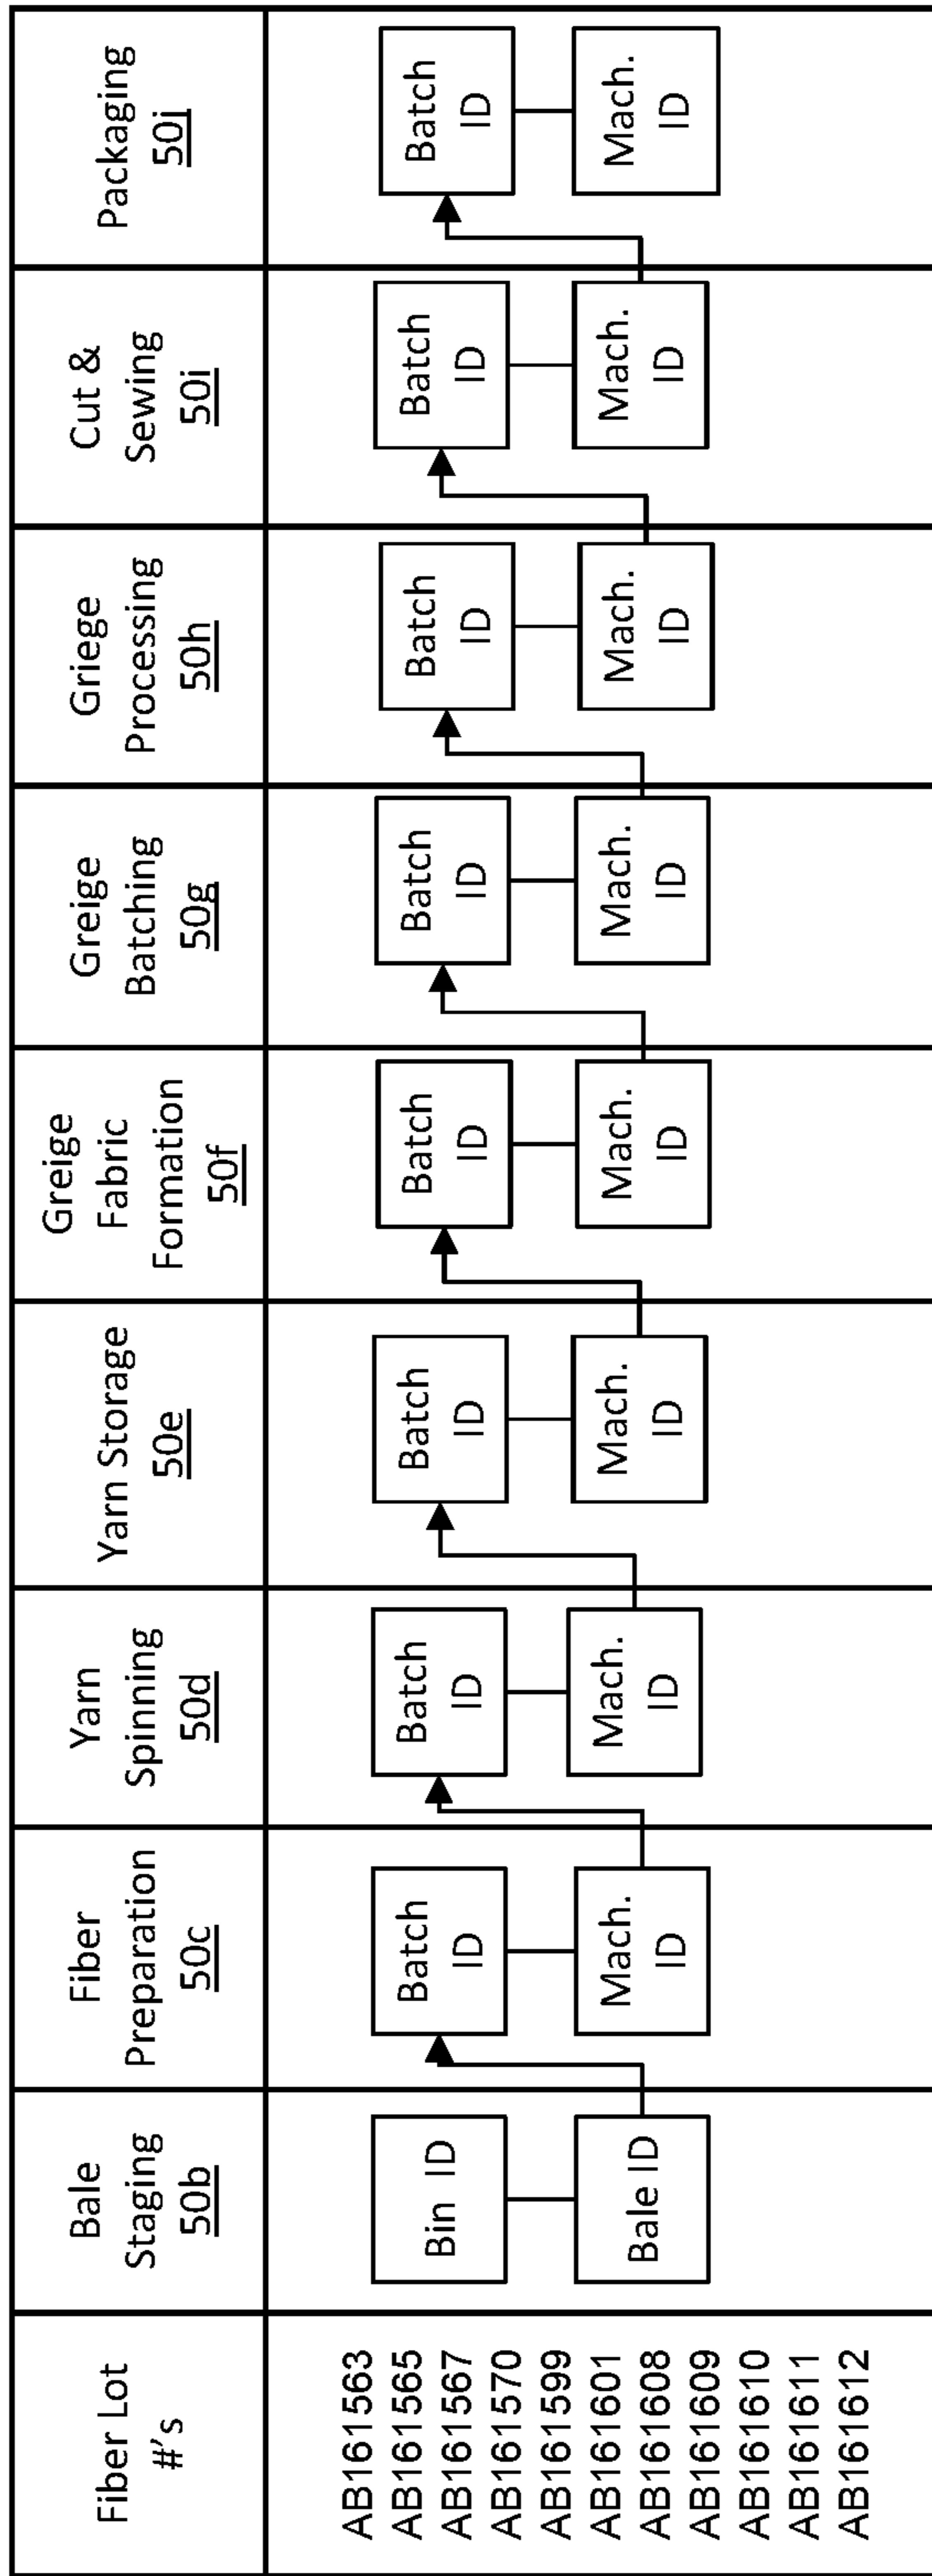 Fiber Lot
#'s
Bale
Staging
50b
Fiber
Preparation
50c
Yarn
Spinning
50d
Yarn Storage
50e
Greige
Fabric
Formation
50f
Greige
Batching
50g
Griege
Processing
50h
Cut &
Sewing
50i
Packaging
50j
AB161563
AB161565
AB161567
AB161570
AB161599
AB161601
AB161608
AB161609
AB161610
AB161611
AB161612
Bin ID
Bale ID
Batch
ID
Mach.
ID
Batch
ID
Mach.
ID
Batch
ID
Mach.
ID
Batch
ID
Mach.
ID
Batch
ID
Mach.
ID
Batch
ID
Mach.
ID
Batch
ID
Mach.
ID
Batch
ID
Mach.
ID